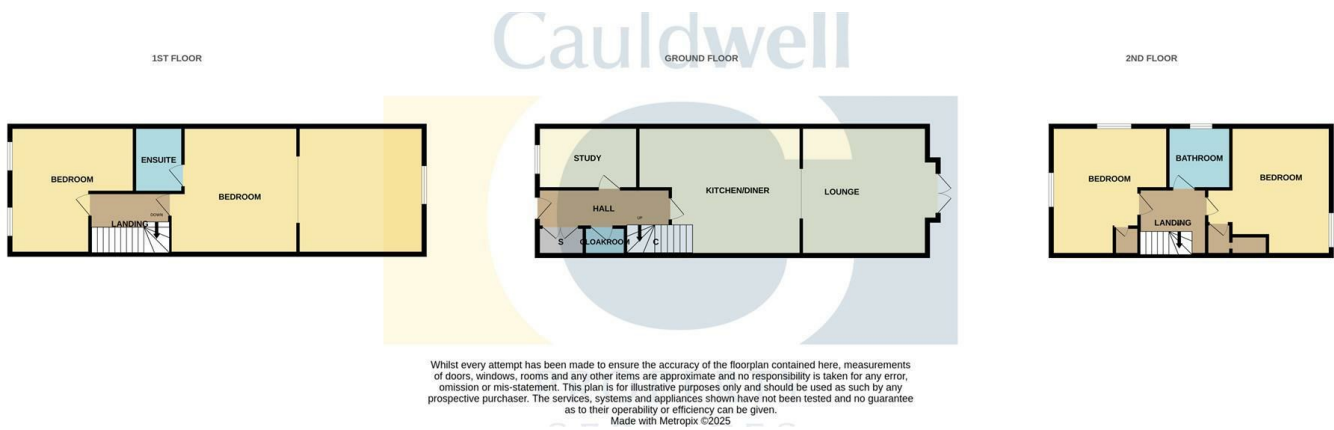 Cauldwell
1ST FLOOR
GROUND FLOOR
2ND FLOOR
BEDROOM
ENSUITE
BEDROOM
LANDING
DOWN
STUDY
KITCHEN/DINER
LOUNGE
HALL
UP
S
CLOAKROOM
C
BEDROOM
BATHROOM
BEDROOM
LANDING
Whilst every attempt has been made to ensure the accuracy of the floorplan contained here, measurements
of doors, windows, rooms and any other items are approximate and no responsibility is taken for any error,
omission or mis-statement. This plan is for illustrative purposes only and should be used as such by any
prospective purchaser. The services, systems and appliances shown have not been tested and no guarantee
as to their operability or efficiency can be given.
Made with Metropix ©2025